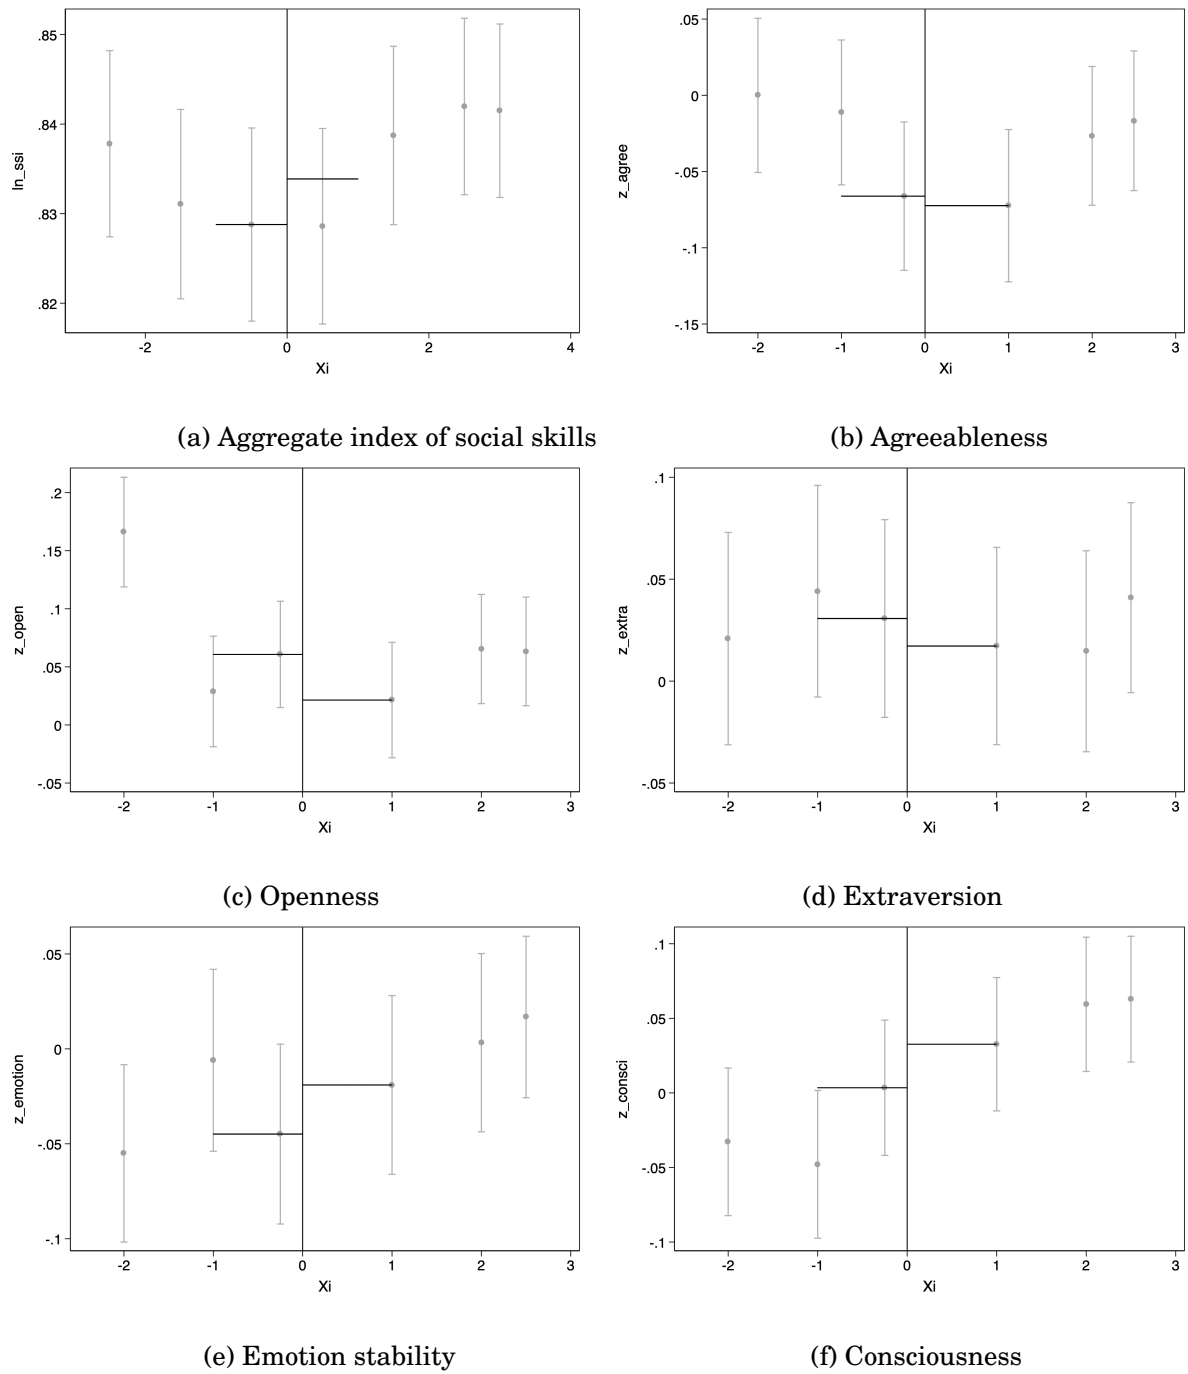 .85
.84
.83
.82
ln_ssi
-2 0 2 4
Xi
(a) Aggregate index of social skills
.05
0
-.05
-.1
-.15
z_agree
-2 -1 0 1 2 3
Xi
(b) Agreeableness
.2
.15
.1
.05
0
-.05
z_open
-2 -1 0 1 2 3
Xi
(c) Openness
.1
.05
0
-.05
z_extra
-2 -1 0 1 2 3
Xi
(d) Extraversion
.05
0
-.05
-.1
z_emotion
-2 -1 0 1 2 3
Xi
(e) Emotion stability
.1
.05
0
-.05
-.1
z_consci
-2 -1 0 1 2 3
Xi
(f) Consciousness